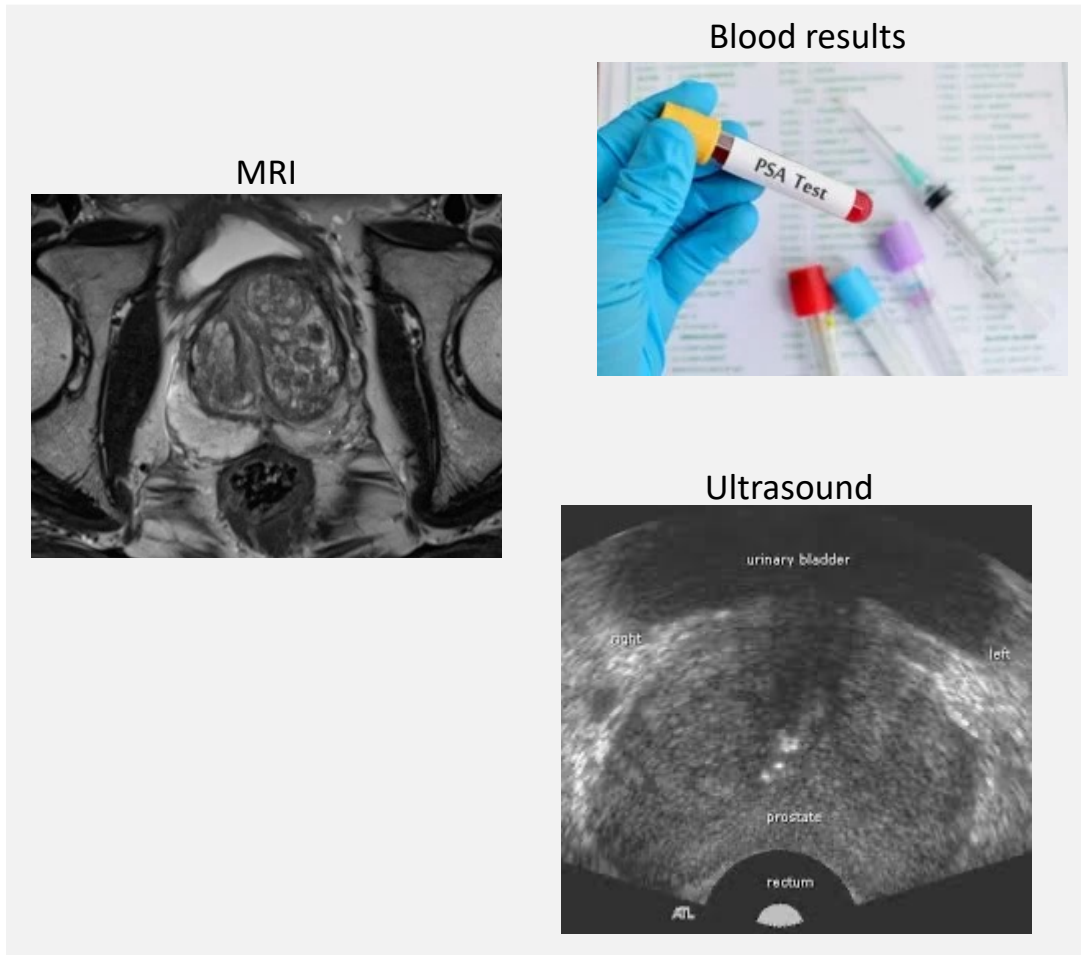 Blood results
PSA Test
MRI
Ultrasound
urinary bladder
right
left
prostate
rectum
ATL